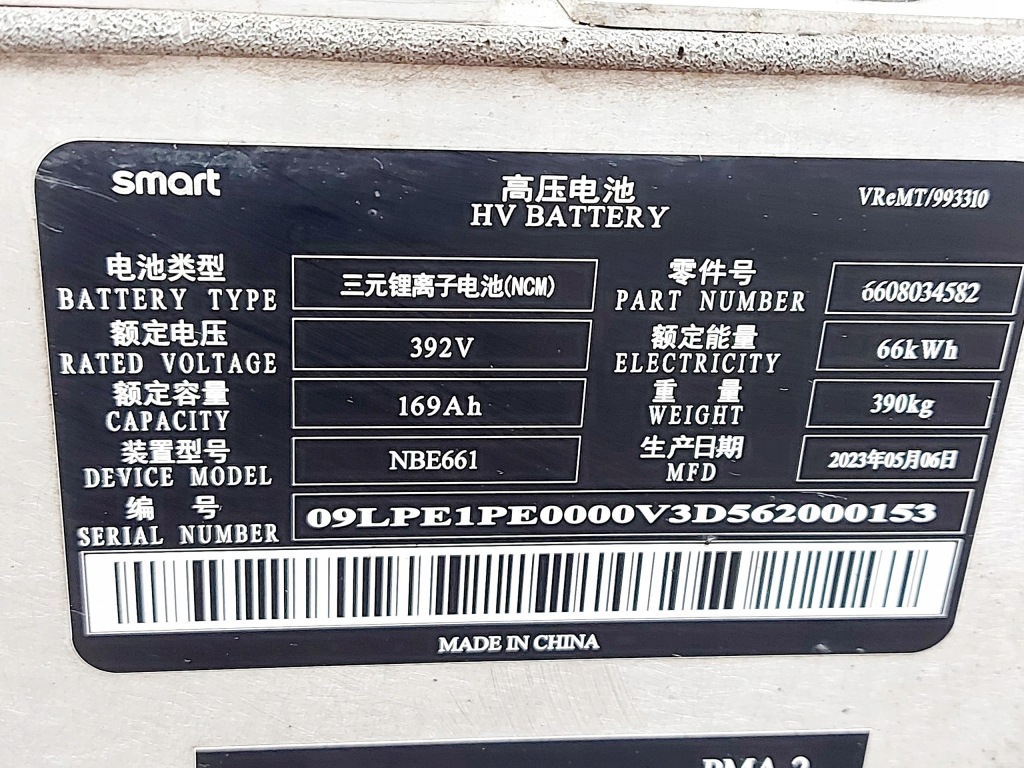 smart
高压电池
HV BATTERY
VReMT/993310
电池类型
BATTERY TYPE
三元锂离子电池(NCM)
零件号
PART NUMBER
6608034582
额定电压
RATED VOLTAGE
392V
额定能量
ELECTRICITY
66kWh
额定容量
CAPACITY
169Ah
重 量
WEIGHT
390kg
装置型号
DEVICE MODEL
NBE661
生产日期
MFD
2023年05月06日
编 号
SERIAL NUMBER
09LPE1PE0000V3D562000153
MADE IN CHINA